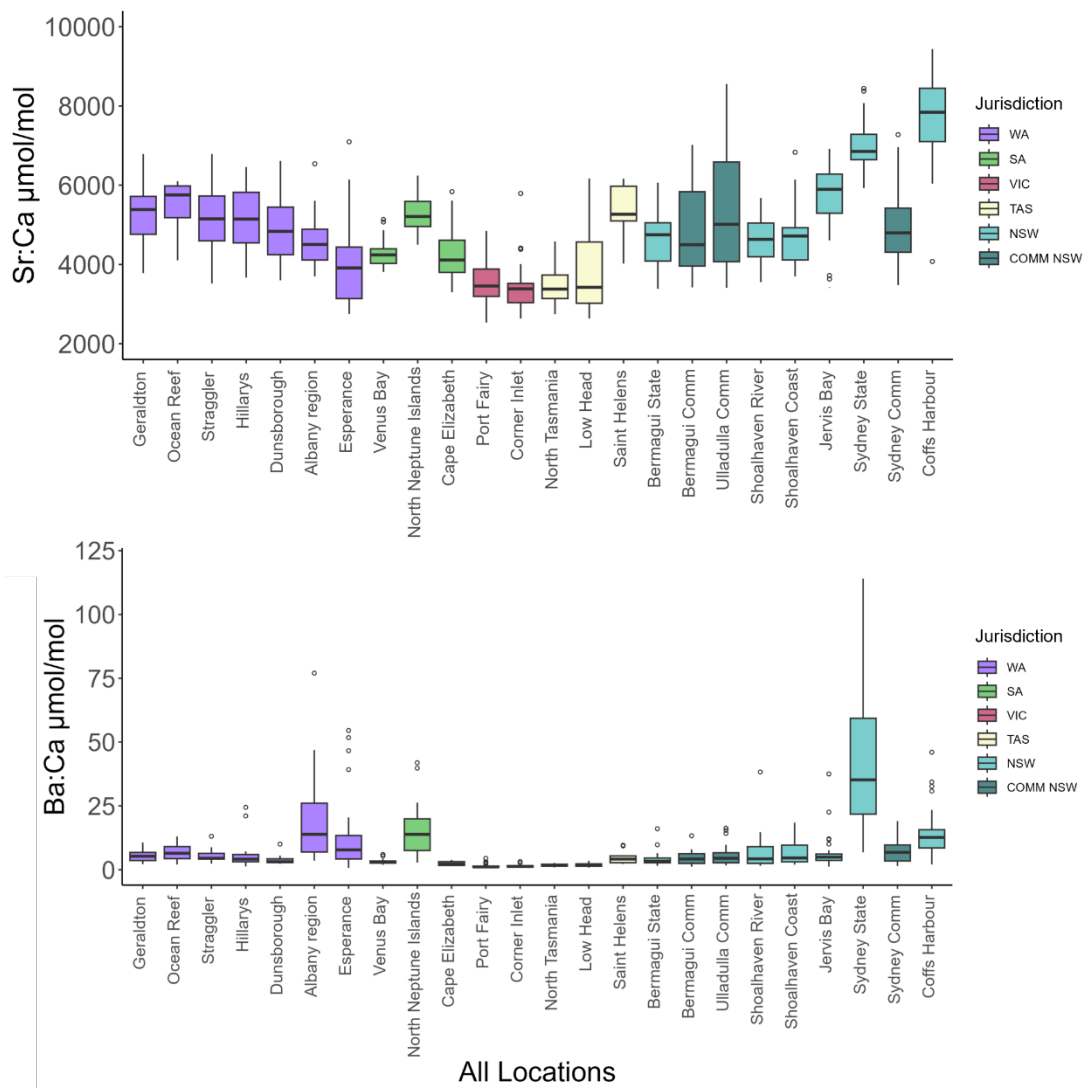 Sr:Ca µmol/mol
10000
8000
6000
4000
2000
Geraldton
Ocean Reef
Straggler
Hillarys
Dunsborough
Albany region
Esperance
Venus Bay
North Neptune Islands
Cape Elizabeth
Port Fairy
Corner Inlet
North Tasmania
Low Head
Saint Helens
Bermagui State
Bermagui Comm
Ulladulla Comm
Shoalhaven River
Shoalhaven Coast
Jervis Bay
Sydney State
Sydney Comm
Coffs Harbour
Jurisdiction
WA
SA
VIC
TAS
NSW
COMM NSW
Ba:Ca µmol/mol
125
100
75
50
25
0
Geraldton
Ocean Reef
Straggler
Hillarys
Dunsborough
Albany region
Esperance
Venus Bay
North Neptune Islands
Cape Elizabeth
Port Fairy
Corner Inlet
North Tasmania
Low Head
Saint Helens
Bermagui State
Bermagui Comm
Ulladulla Comm
Shoalhaven River
Shoalhaven Coast
Jervis Bay
Sydney State
Sydney Comm
Coffs Harbour
Jurisdiction
WA
SA
VIC
TAS
NSW
COMM NSW
All Locations